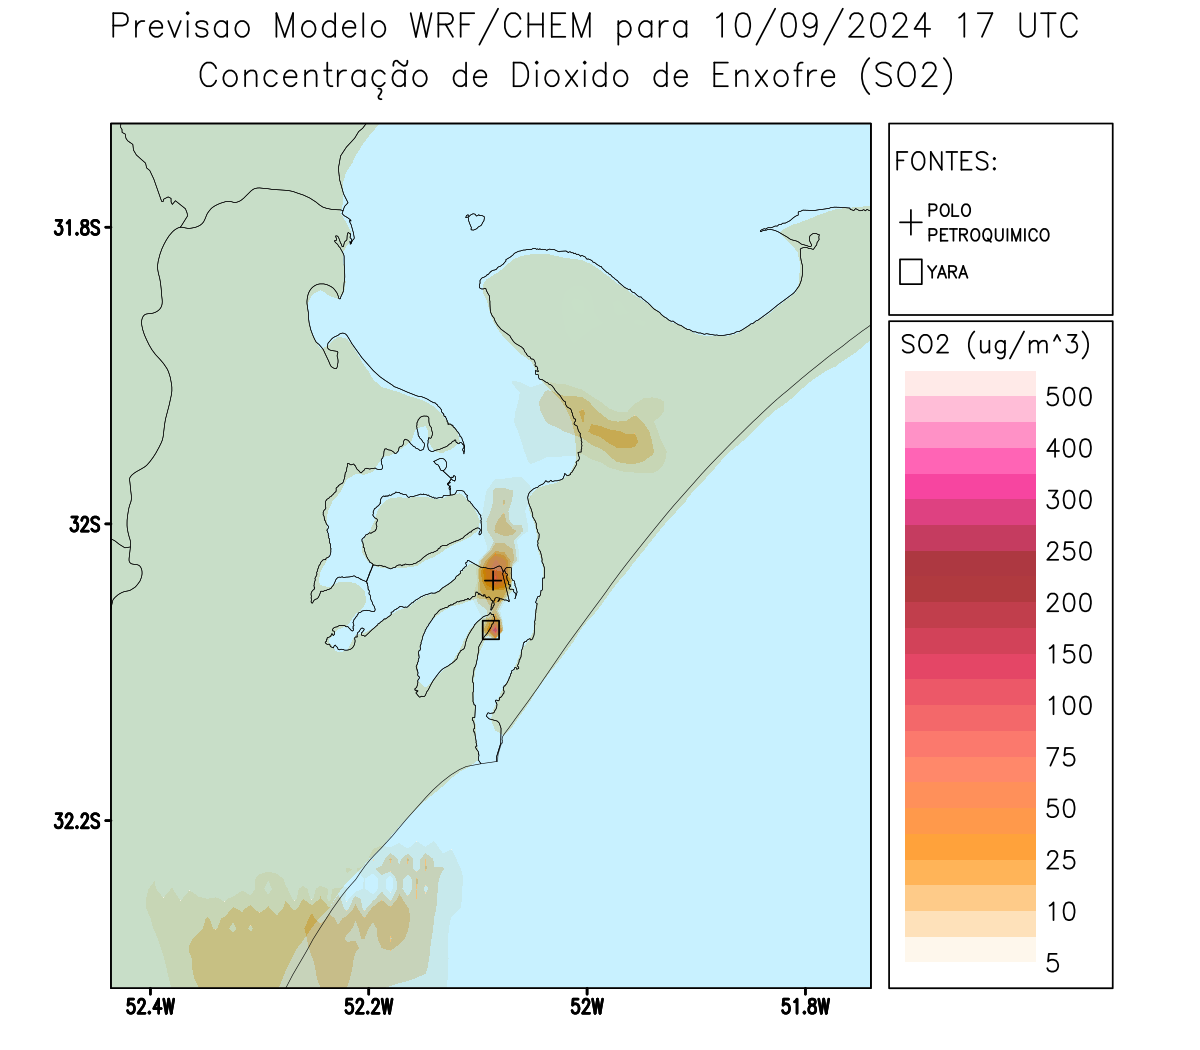 Previsao Modelo WRF/CHEM para 10/09/2024 17 UTC
Concentração de Dioxido de Enxofre (SO2)
FONTES:
POLO
PETROQUIMICO
YARA
31.8S
32S
32.2S
52.4W
52.2W
52W
51.8W
SO2 (ug/m^3)
500
400
300
250
200
150
100
75
50
25
10
5